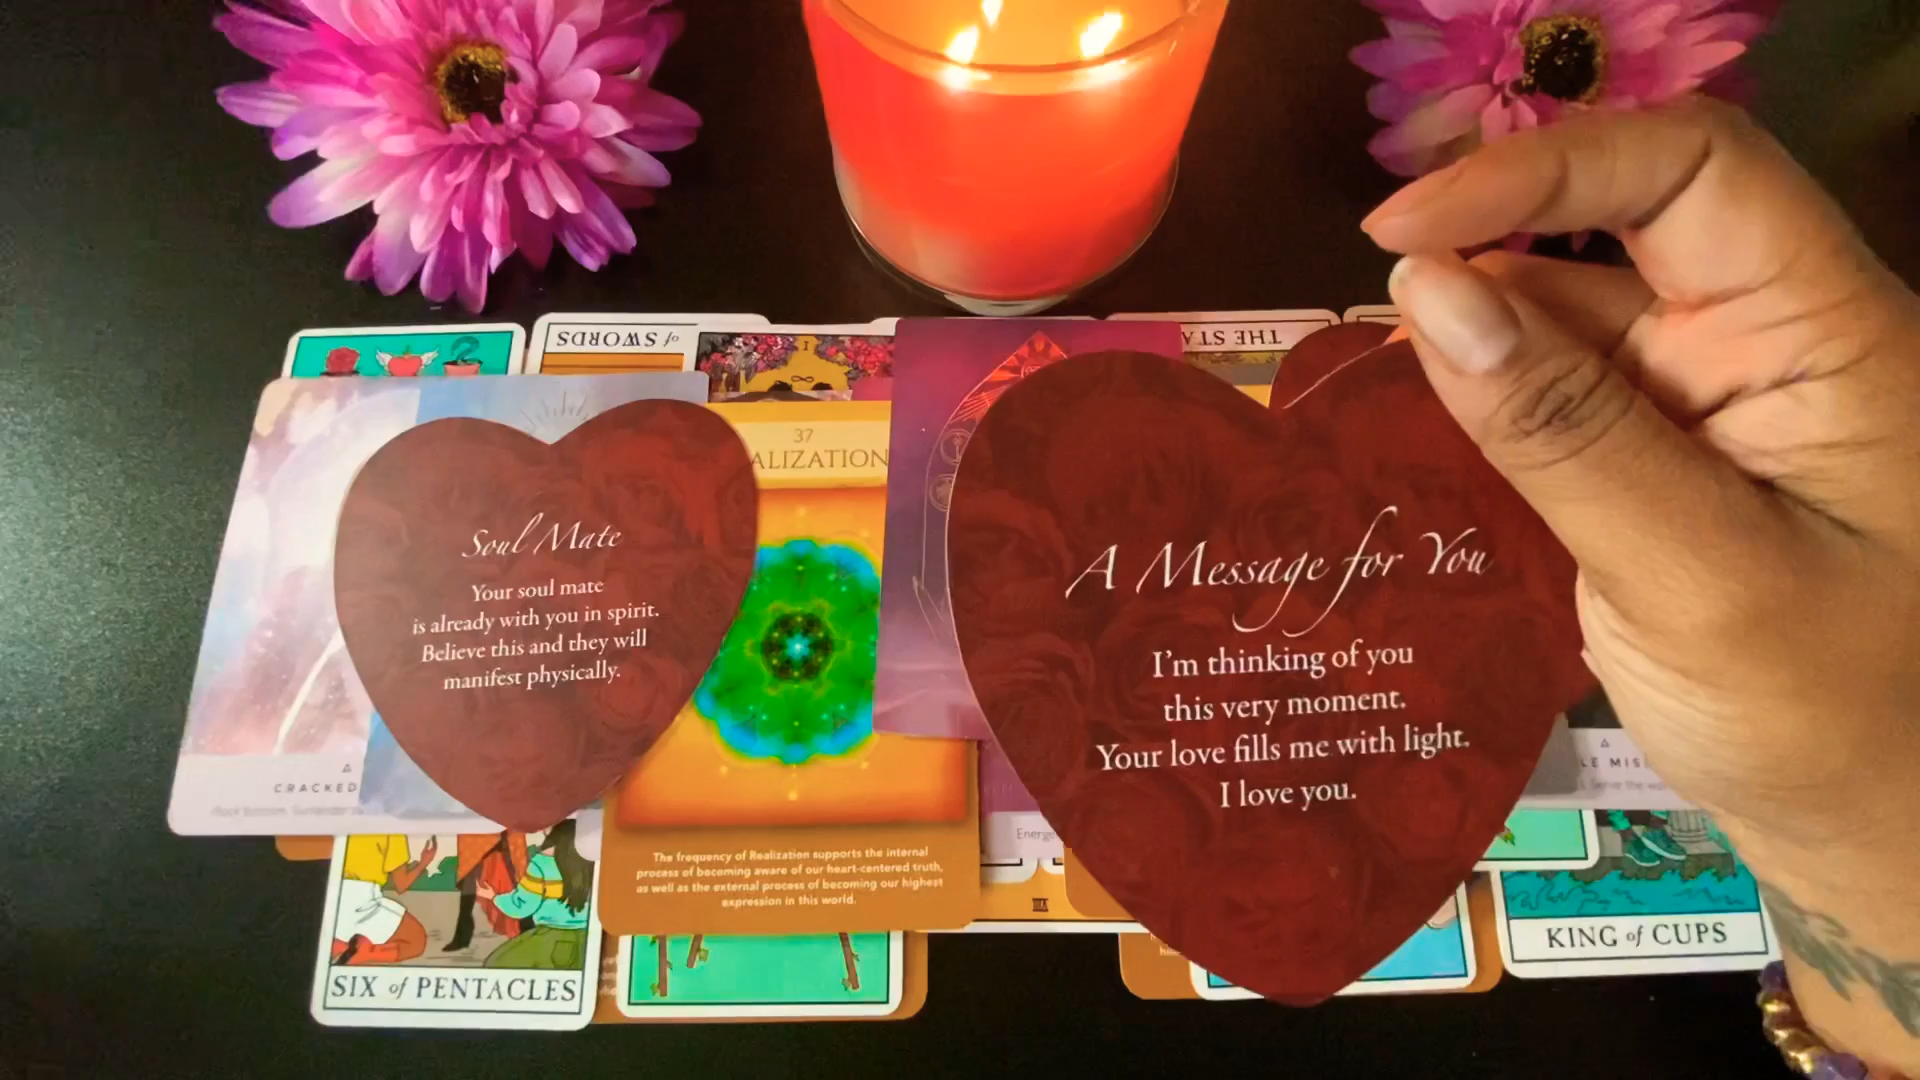 of SWORDS
THE STA
I
37
ALIZATION
Soul Mate
Your soul mate
is already with you in spirit.
Believe this and they will
manifest physically.
A Message for You
I'm thinking of you
this very moment.
Your love fills me with light.
I love you.
CRACKED
LE MIS
Energe
The frequency of Realization supports the internal
process of becoming aware of our heart-centered truth,
as well as the external process of becoming our highest
expression in this world.
SIX of PENTACLES
KING of CUPS